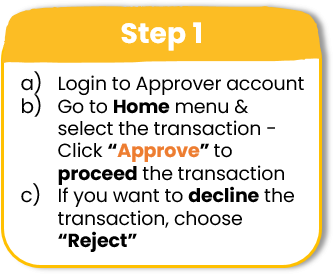 Step 1
a) Login to Approver account
b) Go to Home menu &
select the transaction -
Click “Approve” to
proceed the transaction
c) If you want to decline the
transaction, choose
“Reject”